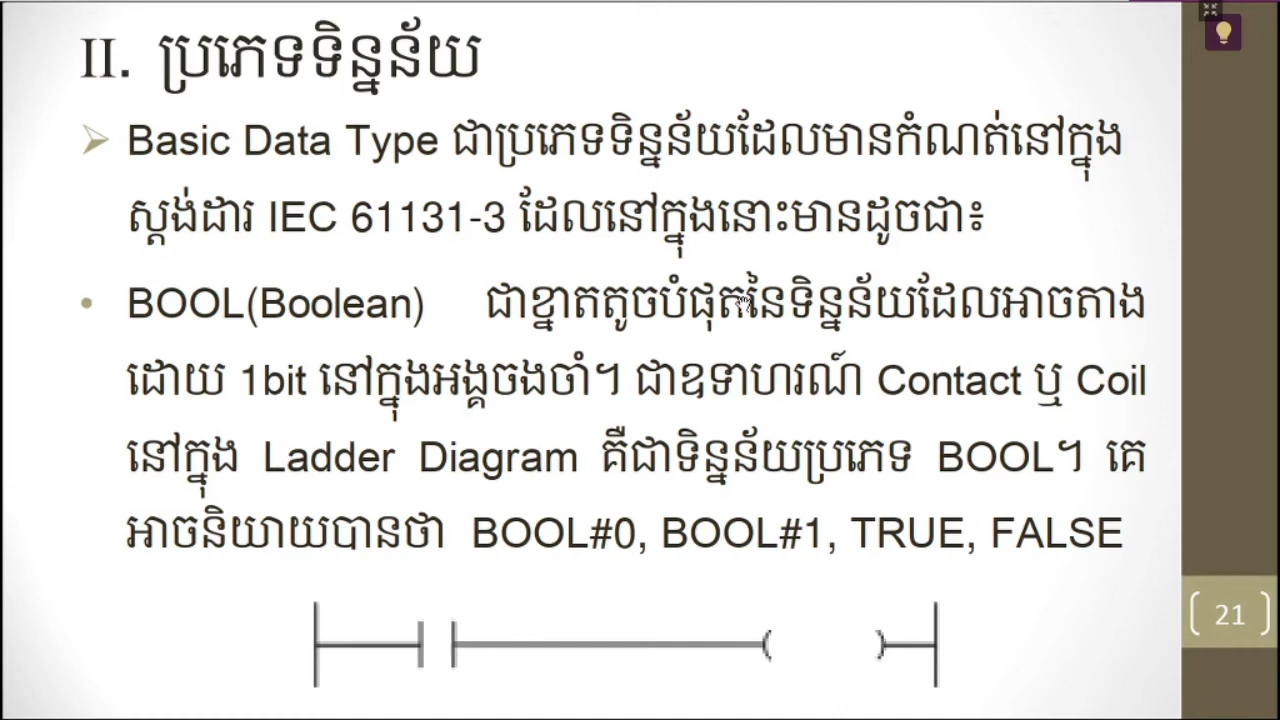 II. ប្រភេទទិន្នន័យ
Basic Data Type ជាប្រភេទទិន្នន័យដែលមានកំណត់នៅក្នុង
ស្តង់ដារ IEC 61131-3 ដែលនៅក្នុងនោះមានដូចជា៖
BOOL(Boolean) ជាខ្នាតតូចបំផុតនៃទិន្នន័យដែលអាចតាង
ដោយ 1bit នៅក្នុងអង្គចងចាំ។ ជាឧទាហរណ៍ Contact ឬ Coil
នៅក្នុង Ladder Diagram គឺជាទិន្នន័យប្រភេទ BOOL។ គេ
អាចនិយាយបានថា BOOL#0, BOOL#1, TRUE, FALSE
21